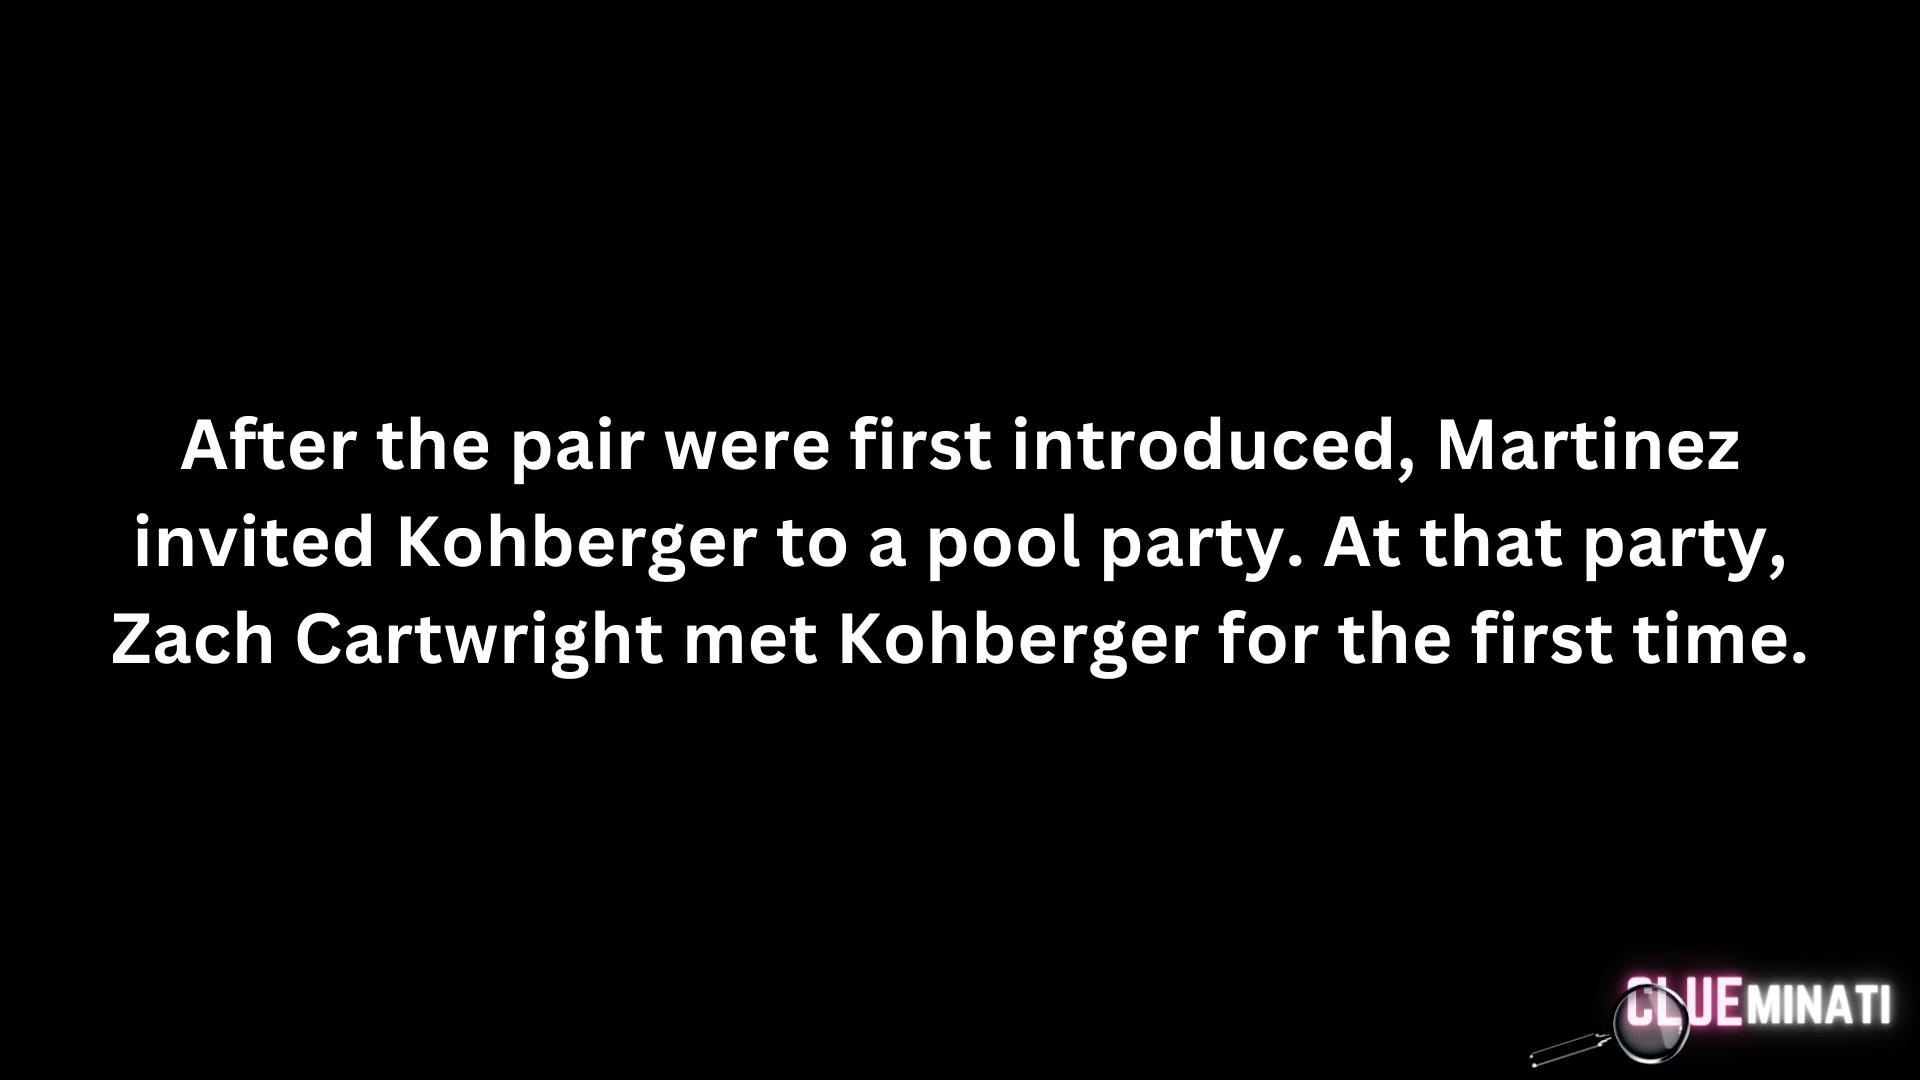 After the pair were first introduced, Martinez
invited Kohberger to a pool party. At that party,
Zach Cartwright met Kohberger for the first time.
CLUEMINATI